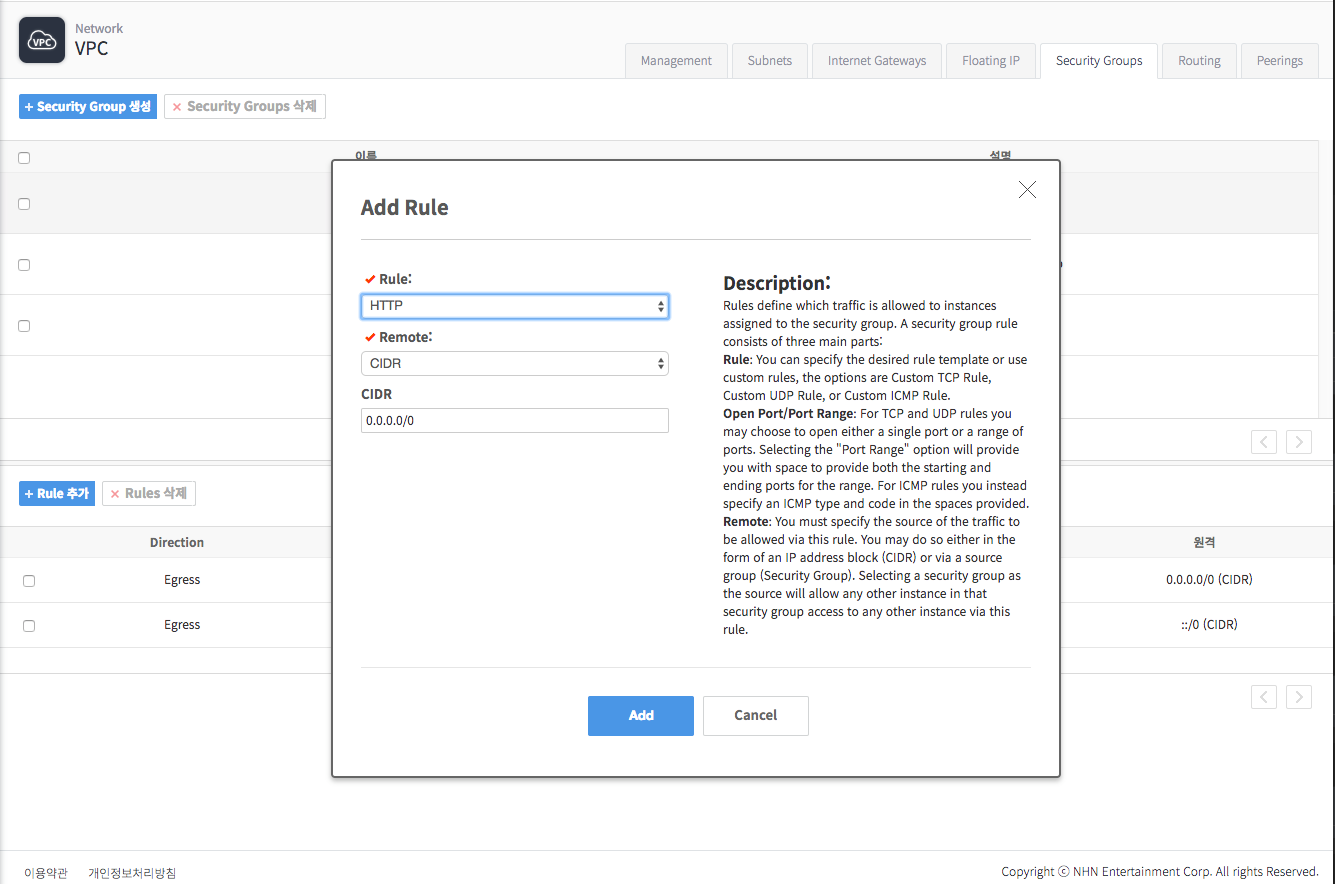 Network
VPC
VPC
Management
Subnets
Internet Gateways
Floating IP
Security Groups
Routing
Peerings
+ Security Group 생성
× Security Groups 삭제
이름
설명
Add Rule
Rule:
HTTP
Remote:
CIDR
CIDR
0.0.0.0/0
Description:
Rules define which traffic is allowed to instances
assigned to the security group. A security group rule
consists of three main parts:
Rule: You can specify the desired rule template or use
custom rules, the options are Custom TCP Rule,
Custom UDP Rule, or Custom ICMP Rule.
Open Port/Port Range: For TCP and UDP rules you
may choose to open either a single port or a range of
ports. Selecting the "Port Range" option will provide
you with space to provide both the starting and
ending ports for the range. For ICMP rules you instead
specify an ICMP type and code in the spaces provided.
Remote: You must specify the source of the traffic to
be allowed via this rule. You may do so either in the
form of an IP address block (CIDR) or via a source
group (Security Group). Selecting a security group as
the source will allow any other instance in that
security group access to any other instance via this
rule.
Add
Cancel
+ Rule 추가
× Rules 삭제
Direction
원격
Egress
0.0.0.0/0 (CIDR)
Egress
::/0 (CIDR)
이용약관
개인정보처리방침
Copyright ⓒ NHN Entertainment Corp. All rights Reserved.